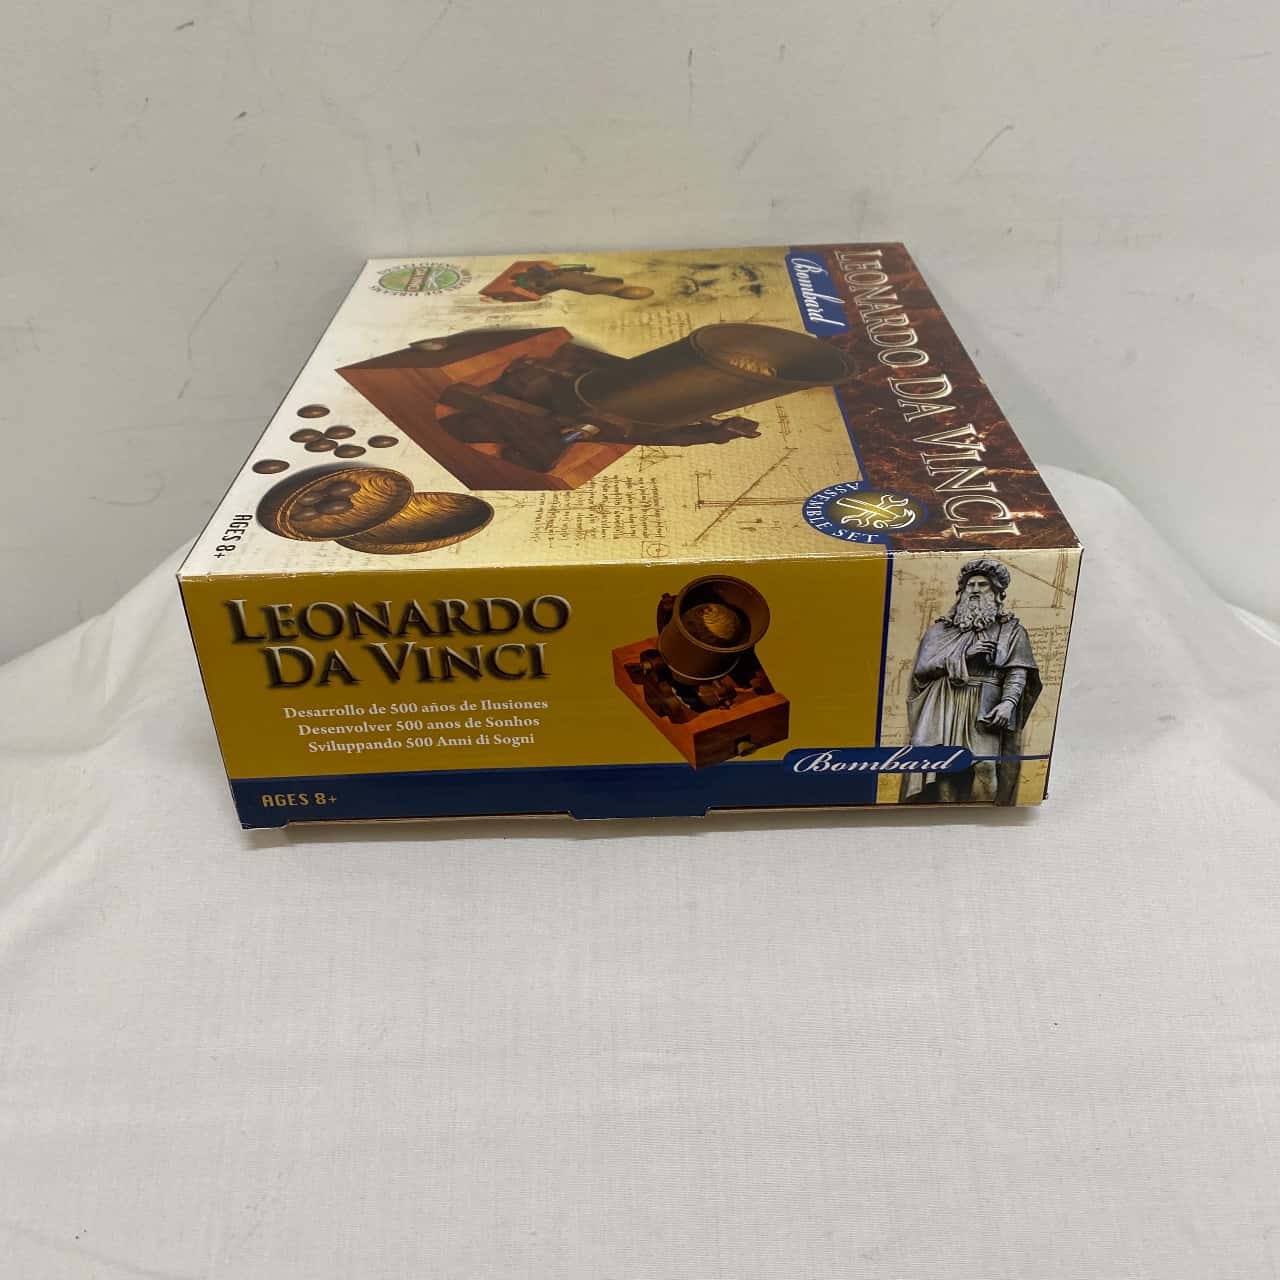 LEONARDO DA VINCI
Bombard
ASSEMBLE SET
AGES 8+
LEONARDO
DA VINCI
Desarrollo de 500 años de Ilusiones
Desenvolver 500 anos de Sonhos
Sviluppando 500 Anni di Sogni
Bombard
AGES 8+